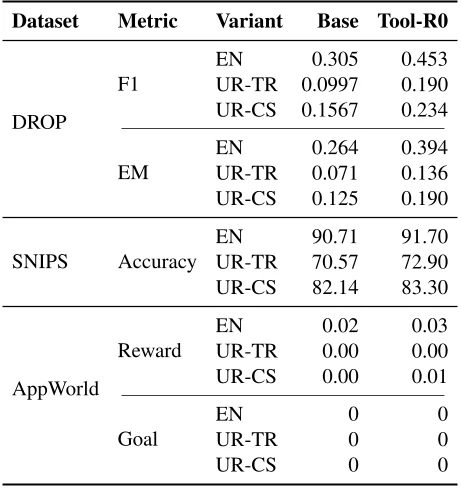 Dataset Metric Variant Base Tool-R0
DROP F1 EN 0.305 0.453
UR-TR 0.0997 0.190
UR-CS 0.1567 0.234
EM EN 0.264 0.394
UR-TR 0.071 0.136
UR-CS 0.125 0.190
SNIPS Accuracy EN 90.71 91.70
UR-TR 70.57 72.90
UR-CS 82.14 83.30
AppWorld Reward EN 0.02 0.03
UR-TR 0.00 0.00
UR-CS 0.00 0.01
Goal EN 0 0
UR-TR 0 0
UR-CS 0 0